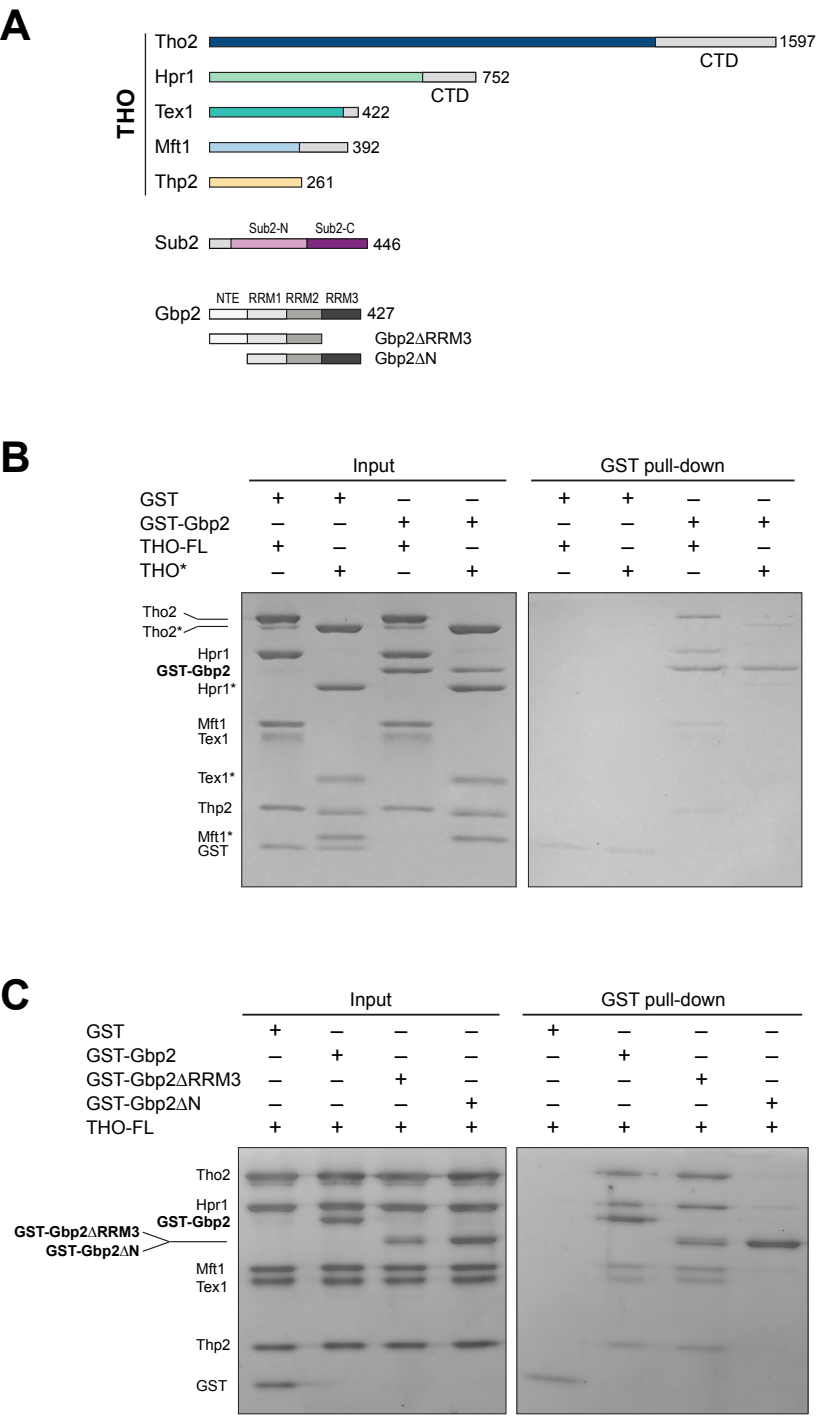 A
THO
Tho2 1597
CTD
Hpr1 752
CTD
Tex1 422
Mft1 392
Thp2 261
Sub2-N Sub2-C
Sub2 446
NTE RRM1 RRM2 RRM3
Gbp2 427
Gbp2ΔRRM3
Gbp2ΔN
B
Input GST pull-down
GST + + – – + + – –
GST-Gbp2 – – + + – – + +
THO-FL + – + – + – + –
THO* – + – + – + – +
Tho2
Tho2*
Hpr1
GST-Gbp2
Hpr1*
Mft1
Tex1
Tex1*
Thp2
Mft1*
GST
C
Input GST pull-down
GST + – – – + – – –
GST-Gbp2 – + – – – + – –
GST-Gbp2ΔRRM3 – – + – – – + –
GST-Gbp2ΔN – – – + – – – +
THO-FL + + + + + + + +
Tho2
Hpr1
GST-Gbp2
GST-Gbp2ΔRRM3
GST-Gbp2ΔN
Mft1
Tex1
Thp2
GST